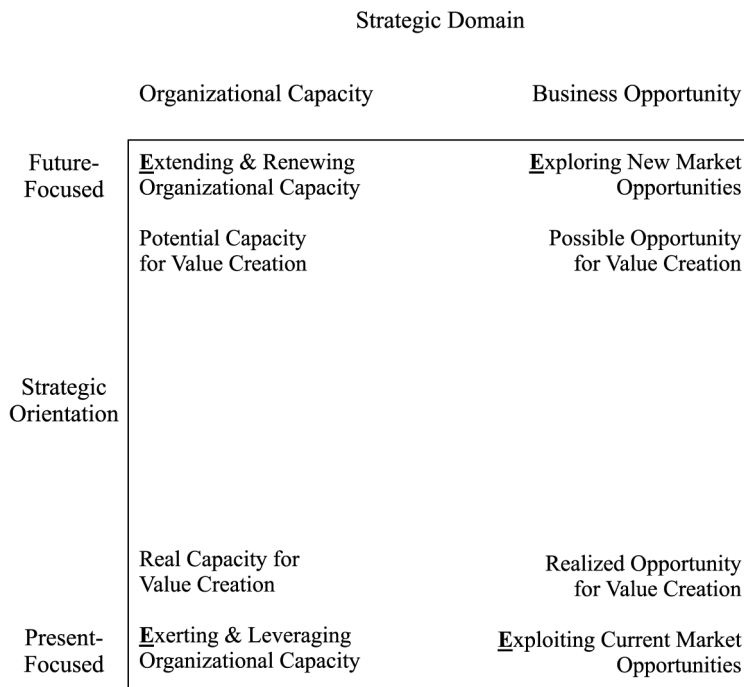 Strategic Domain
Organizational Capacity
Business Opportunity
Future-
Focused
Extending & Renewing
Organizational Capacity
Exploring New Market
Opportunities
Potential Capacity
for Value Creation
Possible Opportunity
for Value Creation
Strategic
Orientation
Real Capacity for
Value Creation
Realized Opportunity
for Value Creation
Present-
Focused
Exerting & Leveraging
Organizational Capacity
Exploiting Current Market
Opportunities